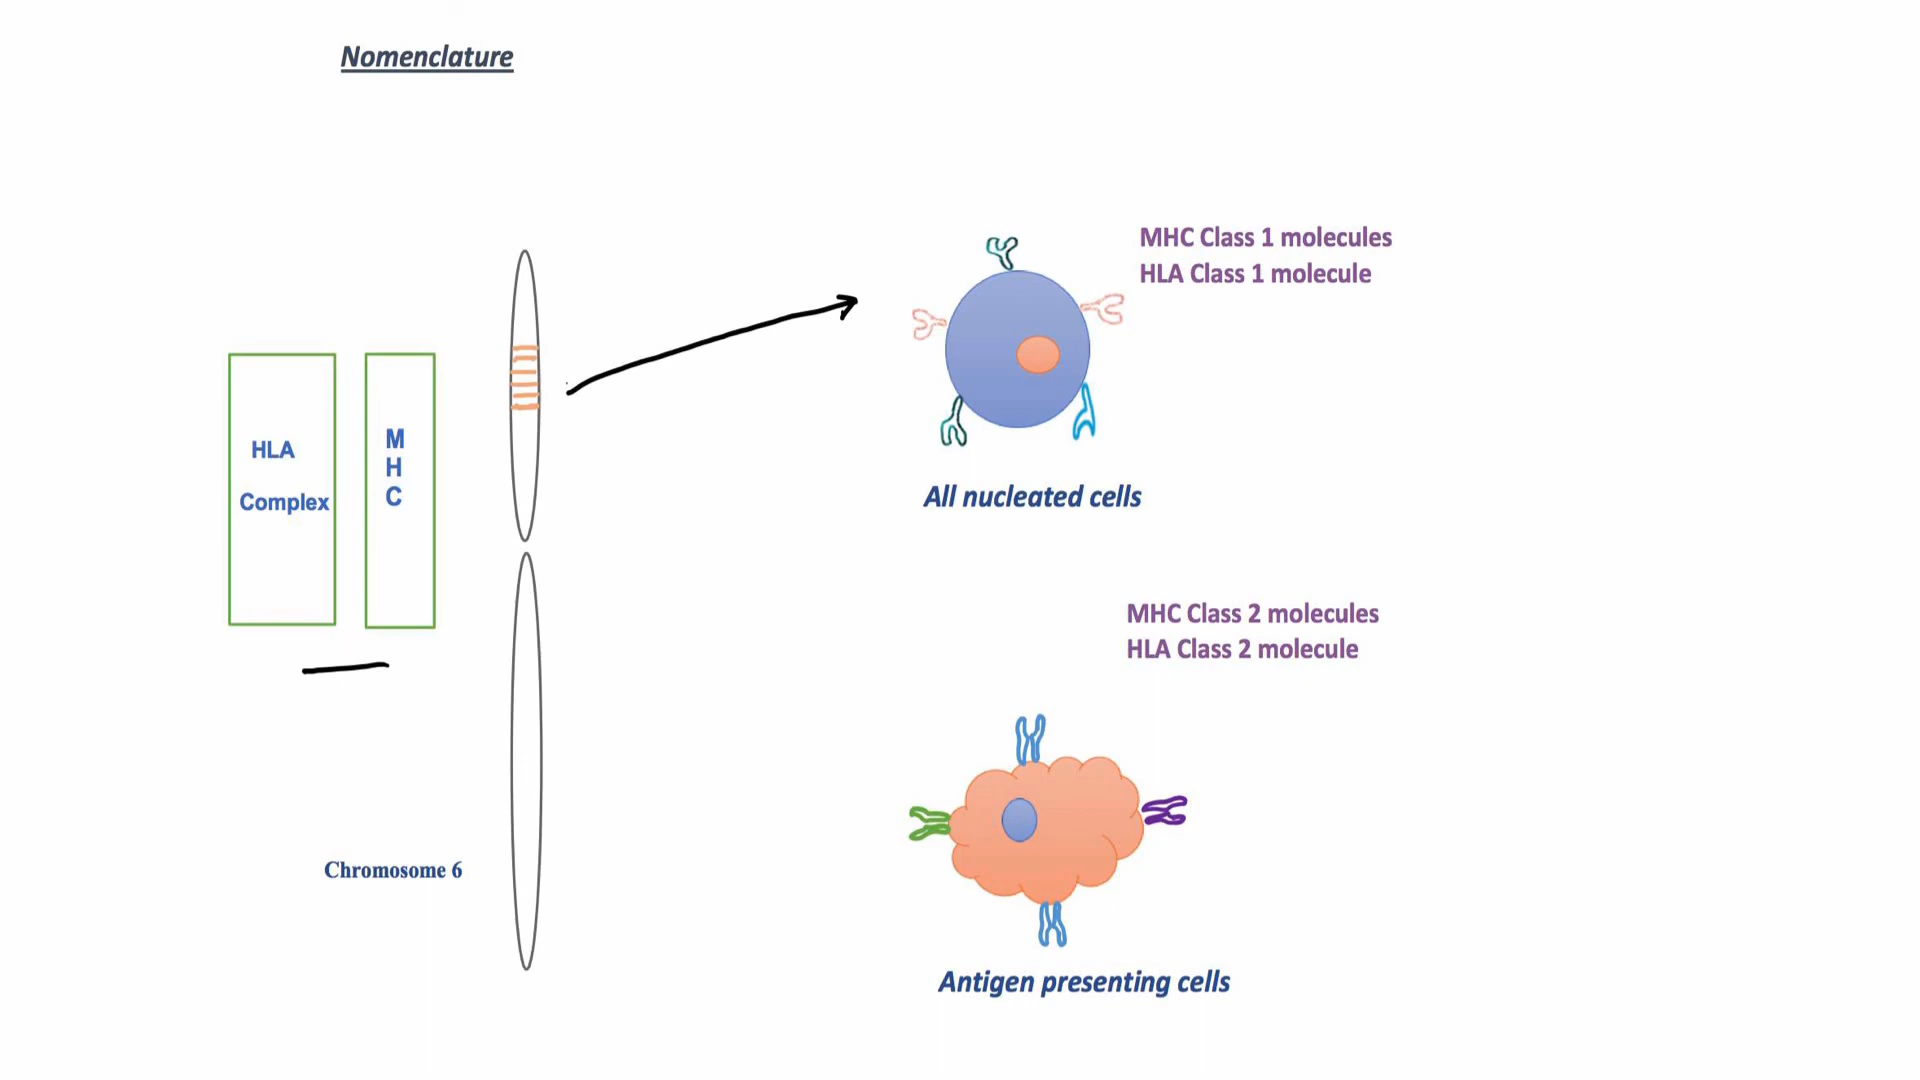 Nomenclature
MHC Class 1 molecules
HLA Class 1 molecule
HLA
Complex
M
H
C
All nucleated cells
MHC Class 2 molecules
HLA Class 2 molecule
Chromosome 6
Antigen presenting cells